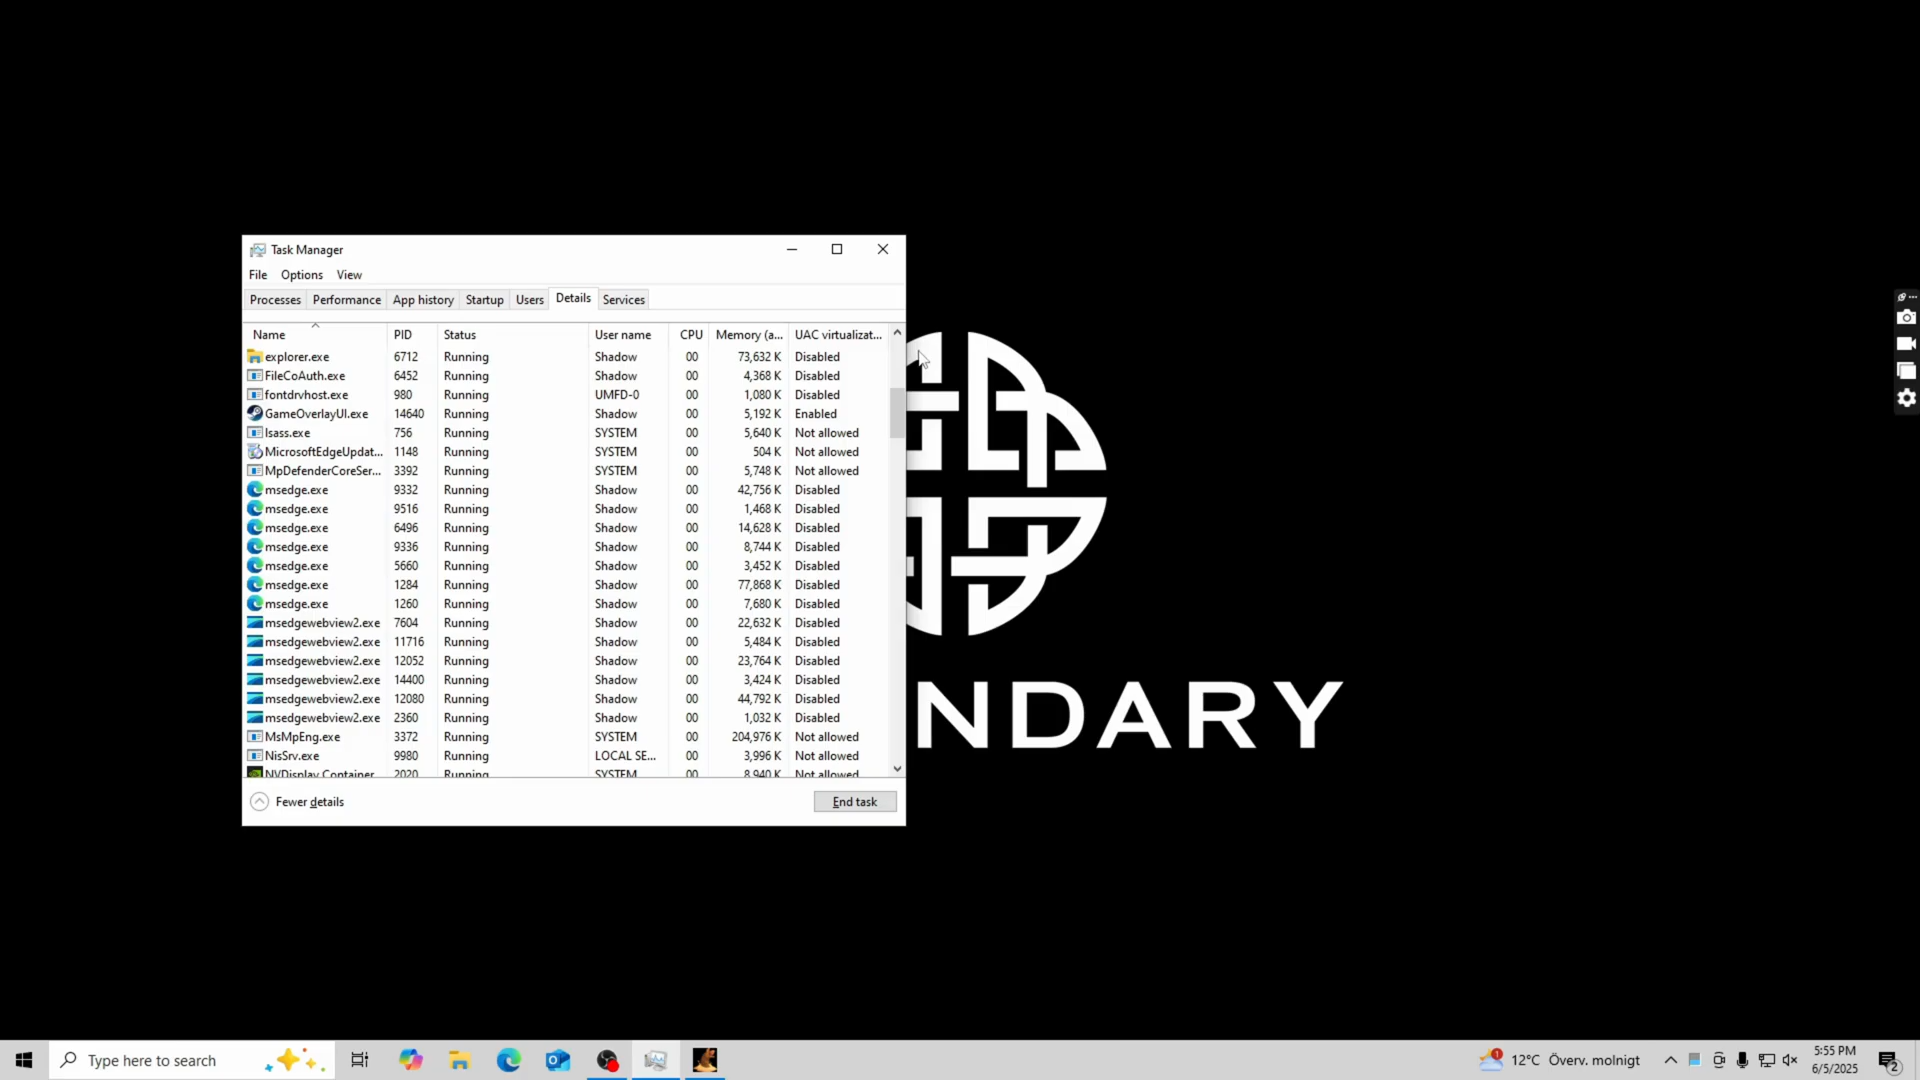 Task Manager
File Options View
Processes Performance App history Startup Users Details Services
Name PID Status User name CPU Memory (a... UAC virtualizat...
explorer.exe 6712 Running Shadow 00 73,632 K Disabled
FileCoAuth.exe 6452 Running Shadow 00 4,368 K Disabled
fontdrvhost.exe 980 Running UMFD-0 00 1,080 K Disabled
GameOverlayUI.exe 14640 Running Shadow 00 5,192 K Enabled
lsass.exe 756 Running SYSTEM 00 5,640 K Not allowed
MicrosoftEdgeUpdat... 1148 Running SYSTEM 00 504 K Not allowed
MpDefenderCoreSer... 3392 Running SYSTEM 00 5,748 K Not allowed
msedge.exe 9332 Running Shadow 00 42,756 K Disabled
msedge.exe 9516 Running Shadow 00 1,468 K Disabled
msedge.exe 6496 Running Shadow 00 14,628 K Disabled
msedge.exe 9336 Running Shadow 00 8,744 K Disabled
msedge.exe 5660 Running Shadow 00 3,452 K Disabled
msedge.exe 1284 Running Shadow 00 77,868 K Disabled
msedge.exe 1260 Running Shadow 00 7,680 K Disabled
msedgewebview2.exe 7604 Running Shadow 00 22,632 K Disabled
msedgewebview2.exe 11716 Running Shadow 00 5,484 K Disabled
msedgewebview2.exe 12052 Running Shadow 00 23,764 K Disabled
msedgewebview2.exe 14400 Running Shadow 00 3,424 K Disabled
msedgewebview2.exe 12080 Running Shadow 00 44,792 K Disabled
msedgewebview2.exe 2360 Running Shadow 00 1,032 K Disabled
MsMpEng.exe 3372 Running SYSTEM 00 204,976 K Not allowed
NisSrv.exe 9980 Running LOCAL SE... 00 3,996 K Not allowed
NVDisplay.Container 2020 Running SYSTEM 00 8,940 K Not allowed
Fewer details End task
NDARY
Type here to search
1
12°C Överv. molnigt
5:55 PM
6/5/2025
2